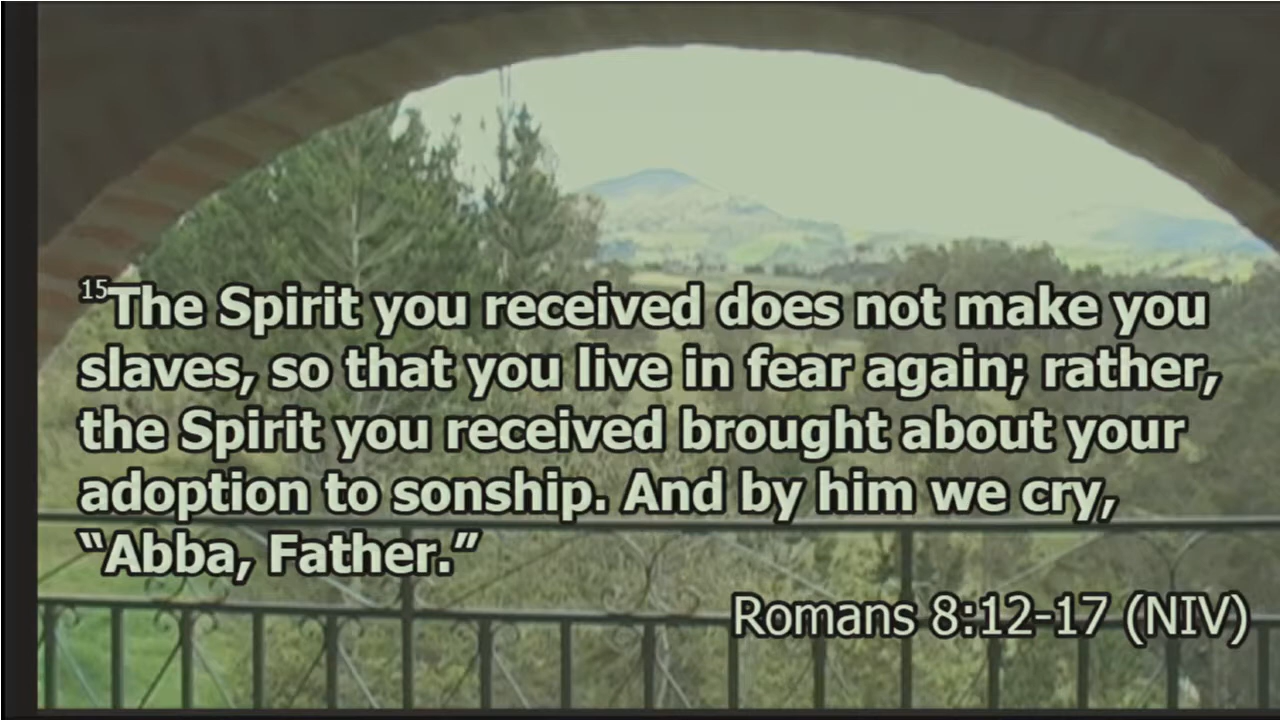 15The Spirit you received does not make you
slaves, so that you live in fear again; rather,
the Spirit you received brought about your
adoption to sonship. And by him we cry,
“Abba, Father.”
Romans 8:12-17 (NIV)